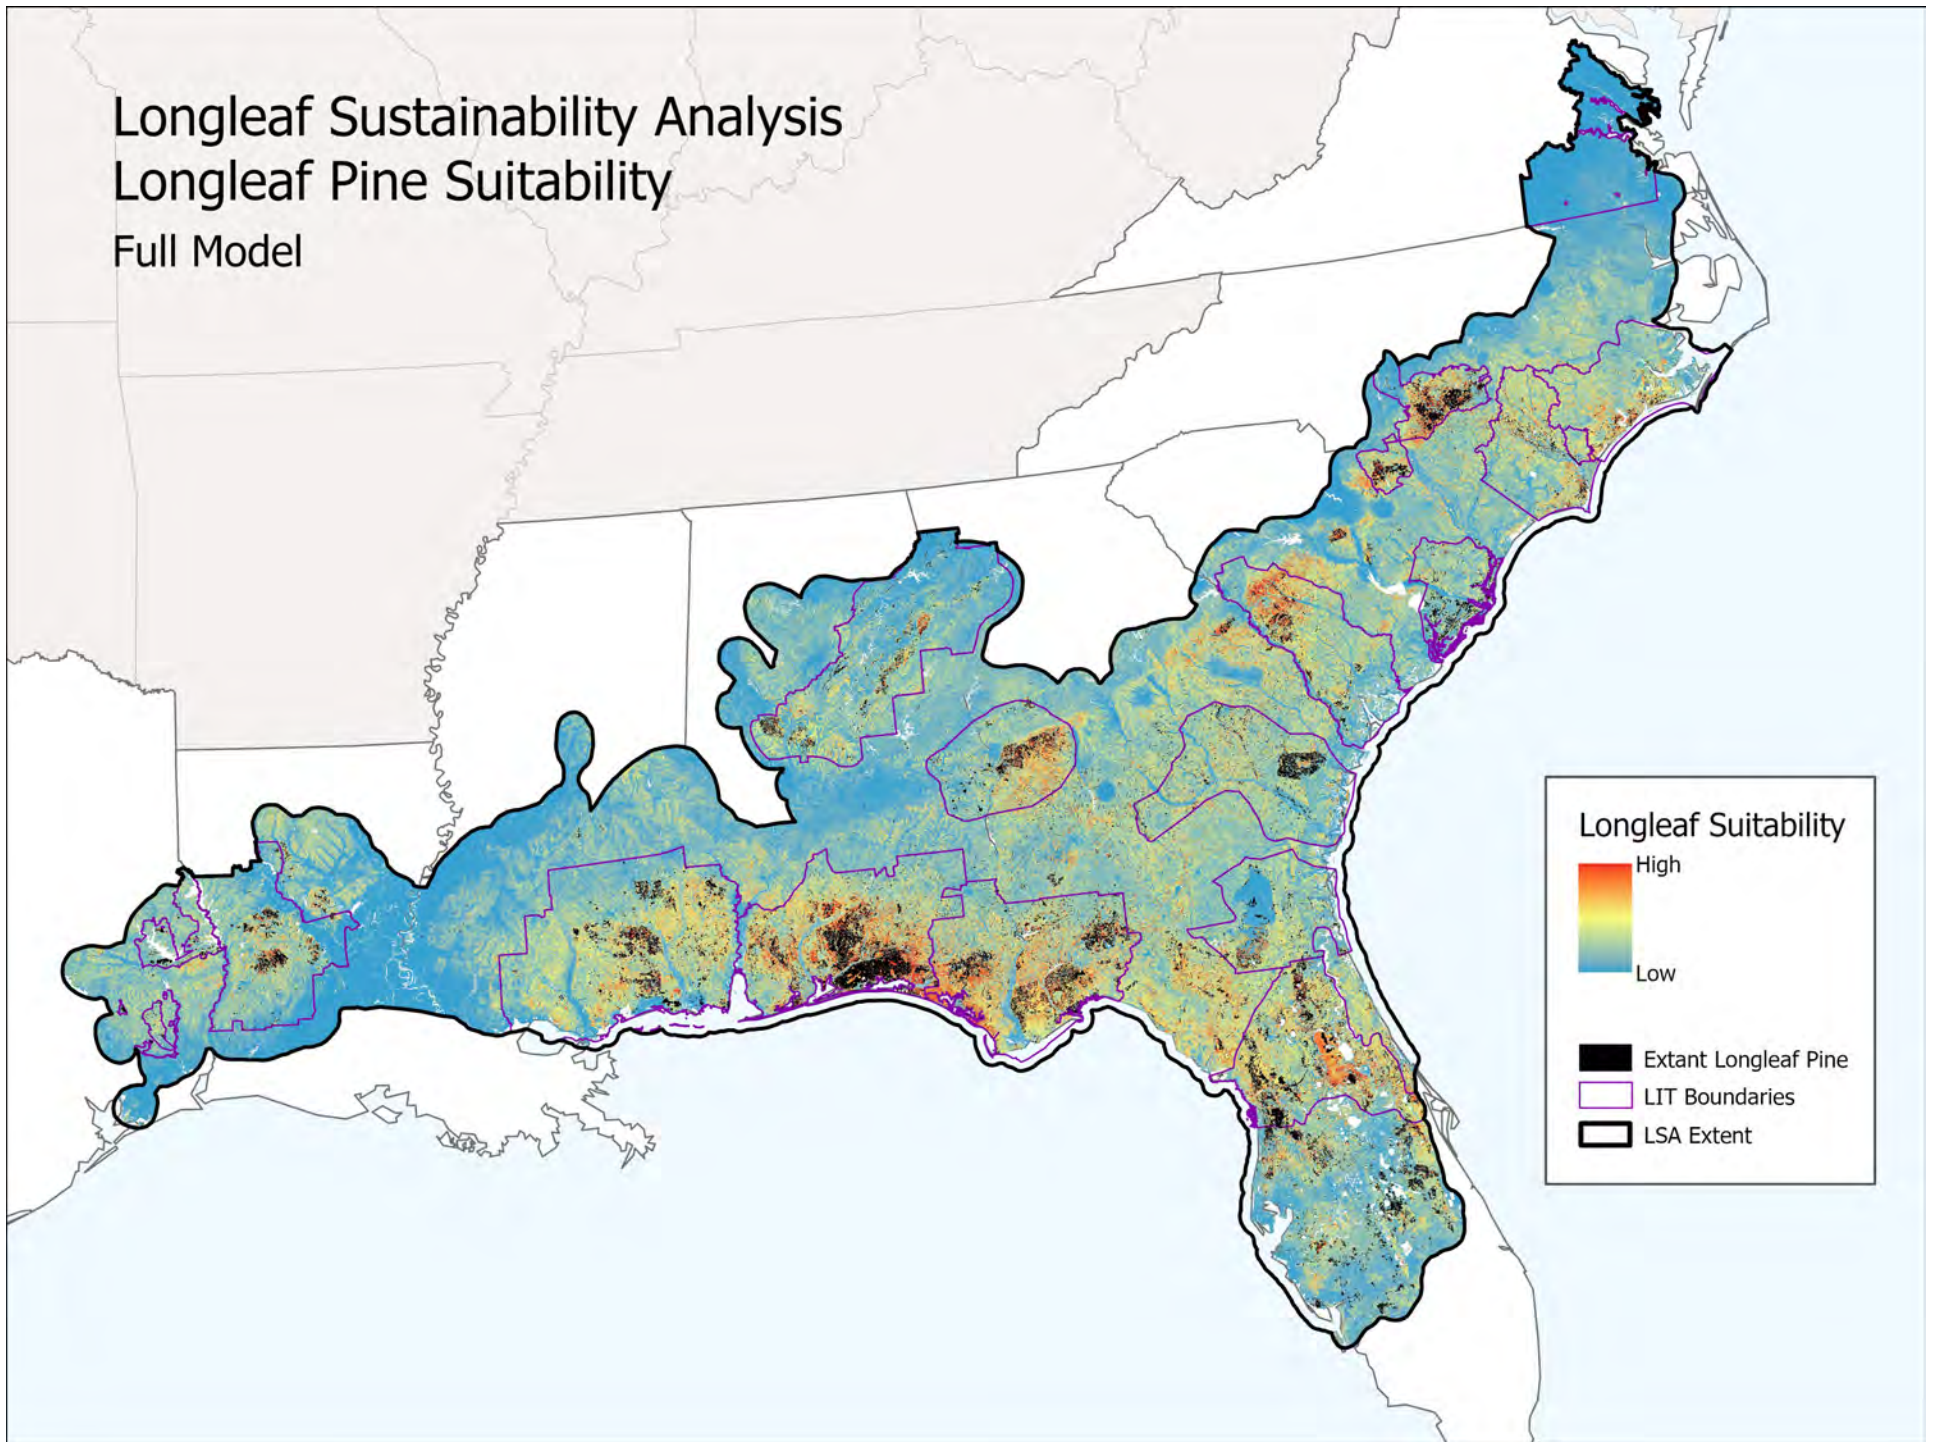 Longleaf Sustainability Analysis
Longleaf Pine Suitability
Full Model
Longleaf Suitability
High
Low
Extant Longleaf Pine
LIT Boundaries
LSA Extent